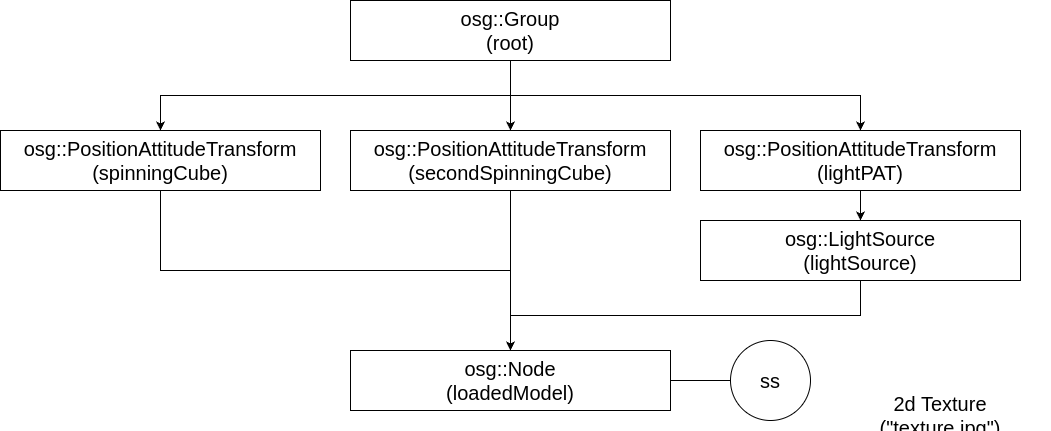 osg::Group
(root)
osg::PositionAttitudeTransform
(spinningCube)
osg::PositionAttitudeTransform
(secondSpinningCube)
osg::PositionAttitudeTransform
(lightPAT)
osg::LightSource
(lightSource)
osg::Node
(loadedModel)
ss
2d Texture
("texture.jpg")